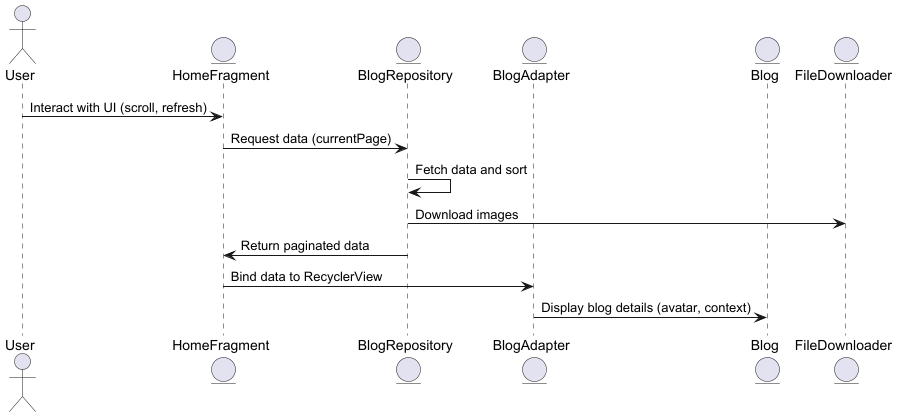 User
HomeFragment
BlogRepository
BlogAdapter
Blog
FileDownloader
Interact with UI (scroll, refresh)
Request data (currentPage)
Fetch data and sort
Download images
Return paginated data
Bind data to RecyclerView
Display blog details (avatar, context)
User
HomeFragment
BlogRepository
BlogAdapter
Blog
FileDownloader